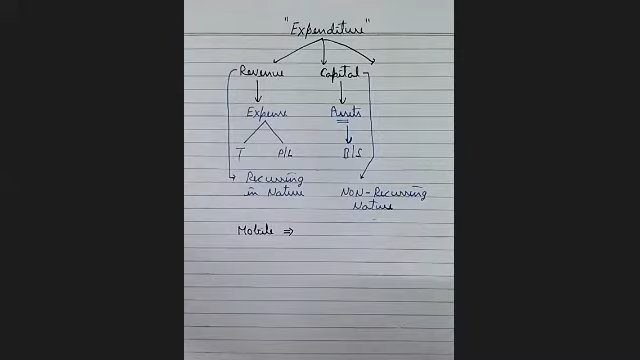 "Expenditure"
Revenue Capital
Expense Assets
T P/L B/S
Recurring
in Nature
NON-Recurring
Nature
Mobile ⇒